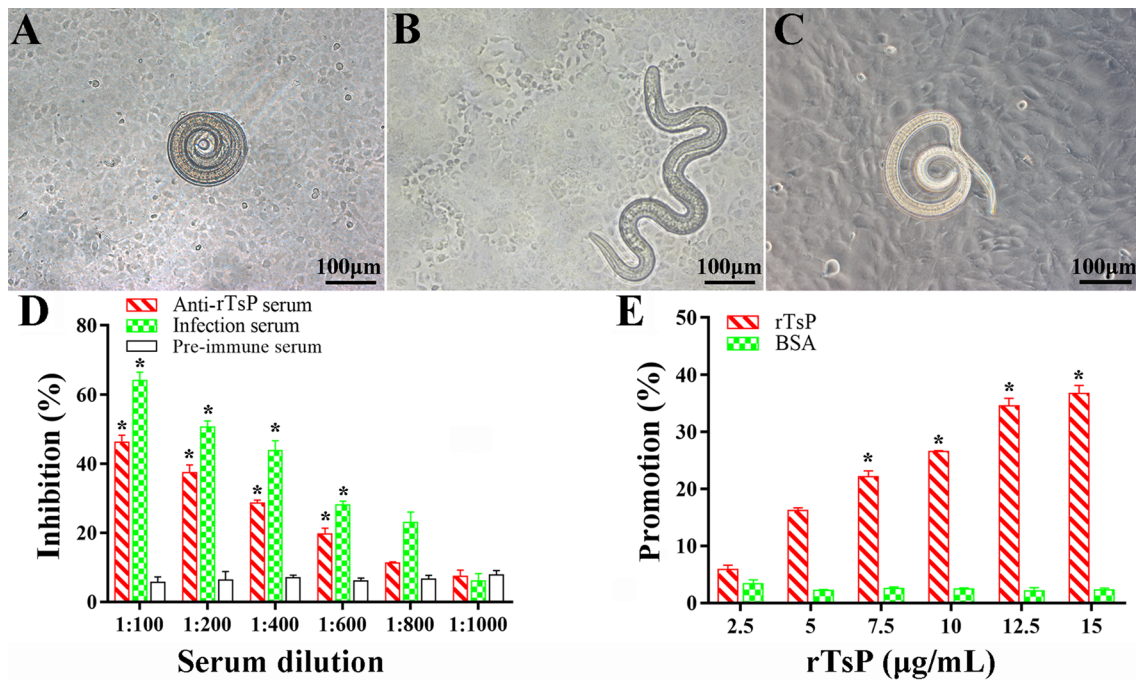 A
B
C
100μm
100μm
100μm
D
Anti-rTsP serum
Infection serum
Pre-immune serum
80
60
40
20
0
Inhibition (%)
*
*
*
*
*
*
*
*
1:100
1:200
1:400
1:600
1:800
1:1000
Serum dilution
E
rTsP
BSA
50
40
30
20
10
0
Promotion (%)
*
*
*
*
2.5
5
7.5
10
12.5
15
rTsP (μg/mL)